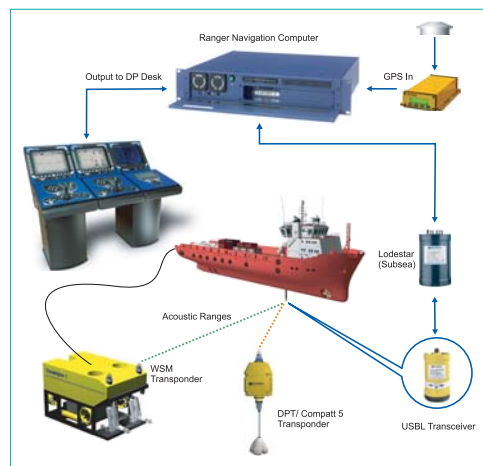 Ranger Navigation Computer
Output to DP Desk
GPS In
Lodestar
(Subsea)
Acoustic Ranges
WSM
Transponder
DPT/ Compatt 5
Transponder
USBL Transceiver